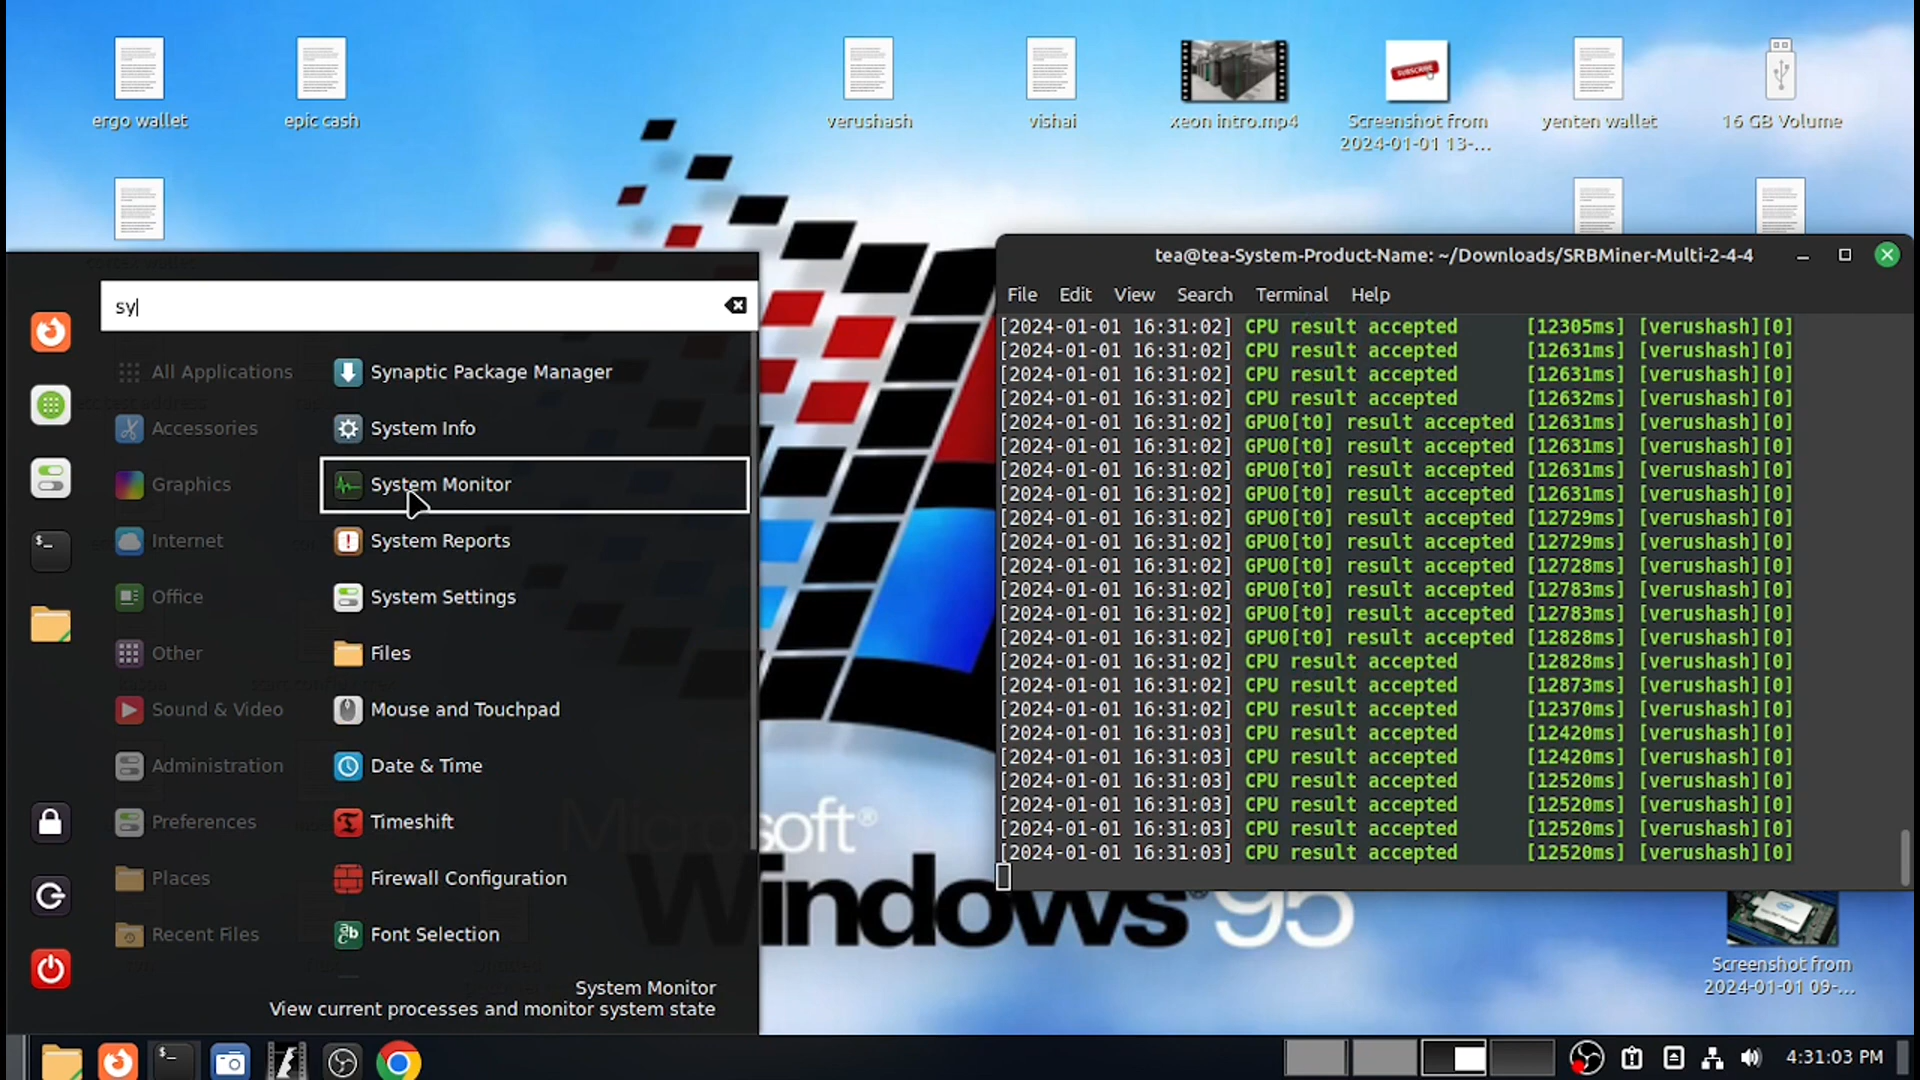 ergo wallet
epic cash
verushash
vishai
xeon intro.mp4
SUBSCRIBE
Screenshot from
2024-01-01 13-...
yenten wallet
16 GB Volume
sy
All Applications
Accessories
Graphics
Internet
Office
Other
Sound & Video
Administration
Preferences
Places
Recent Files
Synaptic Package Manager
System Info
System Monitor
System Reports
System Settings
Files
Mouse and Touchpad
Date & Time
Timeshift
Firewall Configuration
Font Selection
System Monitor
View current processes and monitor system state
Microsoft®
Windows 95
tea@tea-System-Product-Name: ~/Downloads/SRBMiner-Multi-2-4-4
File Edit View Search Terminal Help
[2024-01-01 16:31:02] CPU result accepted [12305ms] [verushash][0]
[2024-01-01 16:31:02] CPU result accepted [12631ms] [verushash][0]
[2024-01-01 16:31:02] CPU result accepted [12631ms] [verushash][0]
[2024-01-01 16:31:02] CPU result accepted [12632ms] [verushash][0]
[2024-01-01 16:31:02] GPU0[t0] result accepted [12631ms] [verushash][0]
[2024-01-01 16:31:02] GPU0[t0] result accepted [12631ms] [verushash][0]
[2024-01-01 16:31:02] GPU0[t0] result accepted [12631ms] [verushash][0]
[2024-01-01 16:31:02] GPU0[t0] result accepted [12631ms] [verushash][0]
[2024-01-01 16:31:02] GPU0[t0] result accepted [12729ms] [verushash][0]
[2024-01-01 16:31:02] GPU0[t0] result accepted [12729ms] [verushash][0]
[2024-01-01 16:31:02] GPU0[t0] result accepted [12728ms] [verushash][0]
[2024-01-01 16:31:02] GPU0[t0] result accepted [12783ms] [verushash][0]
[2024-01-01 16:31:02] GPU0[t0] result accepted [12783ms] [verushash][0]
[2024-01-01 16:31:02] GPU0[t0] result accepted [12828ms] [verushash][0]
[2024-01-01 16:31:02] CPU result accepted [12828ms] [verushash][0]
[2024-01-01 16:31:02] CPU result accepted [12873ms] [verushash][0]
[2024-01-01 16:31:02] CPU result accepted [12370ms] [verushash][0]
[2024-01-01 16:31:03] CPU result accepted [12420ms] [verushash][0]
[2024-01-01 16:31:03] CPU result accepted [12420ms] [verushash][0]
[2024-01-01 16:31:03] CPU result accepted [12520ms] [verushash][0]
[2024-01-01 16:31:03] CPU result accepted [12520ms] [verushash][0]
[2024-01-01 16:31:03] CPU result accepted [12520ms] [verushash][0]
[2024-01-01 16:31:03] CPU result accepted [12520ms] [verushash][0]
Screenshot from
2024-01-01 09-...
4:31:03 PM